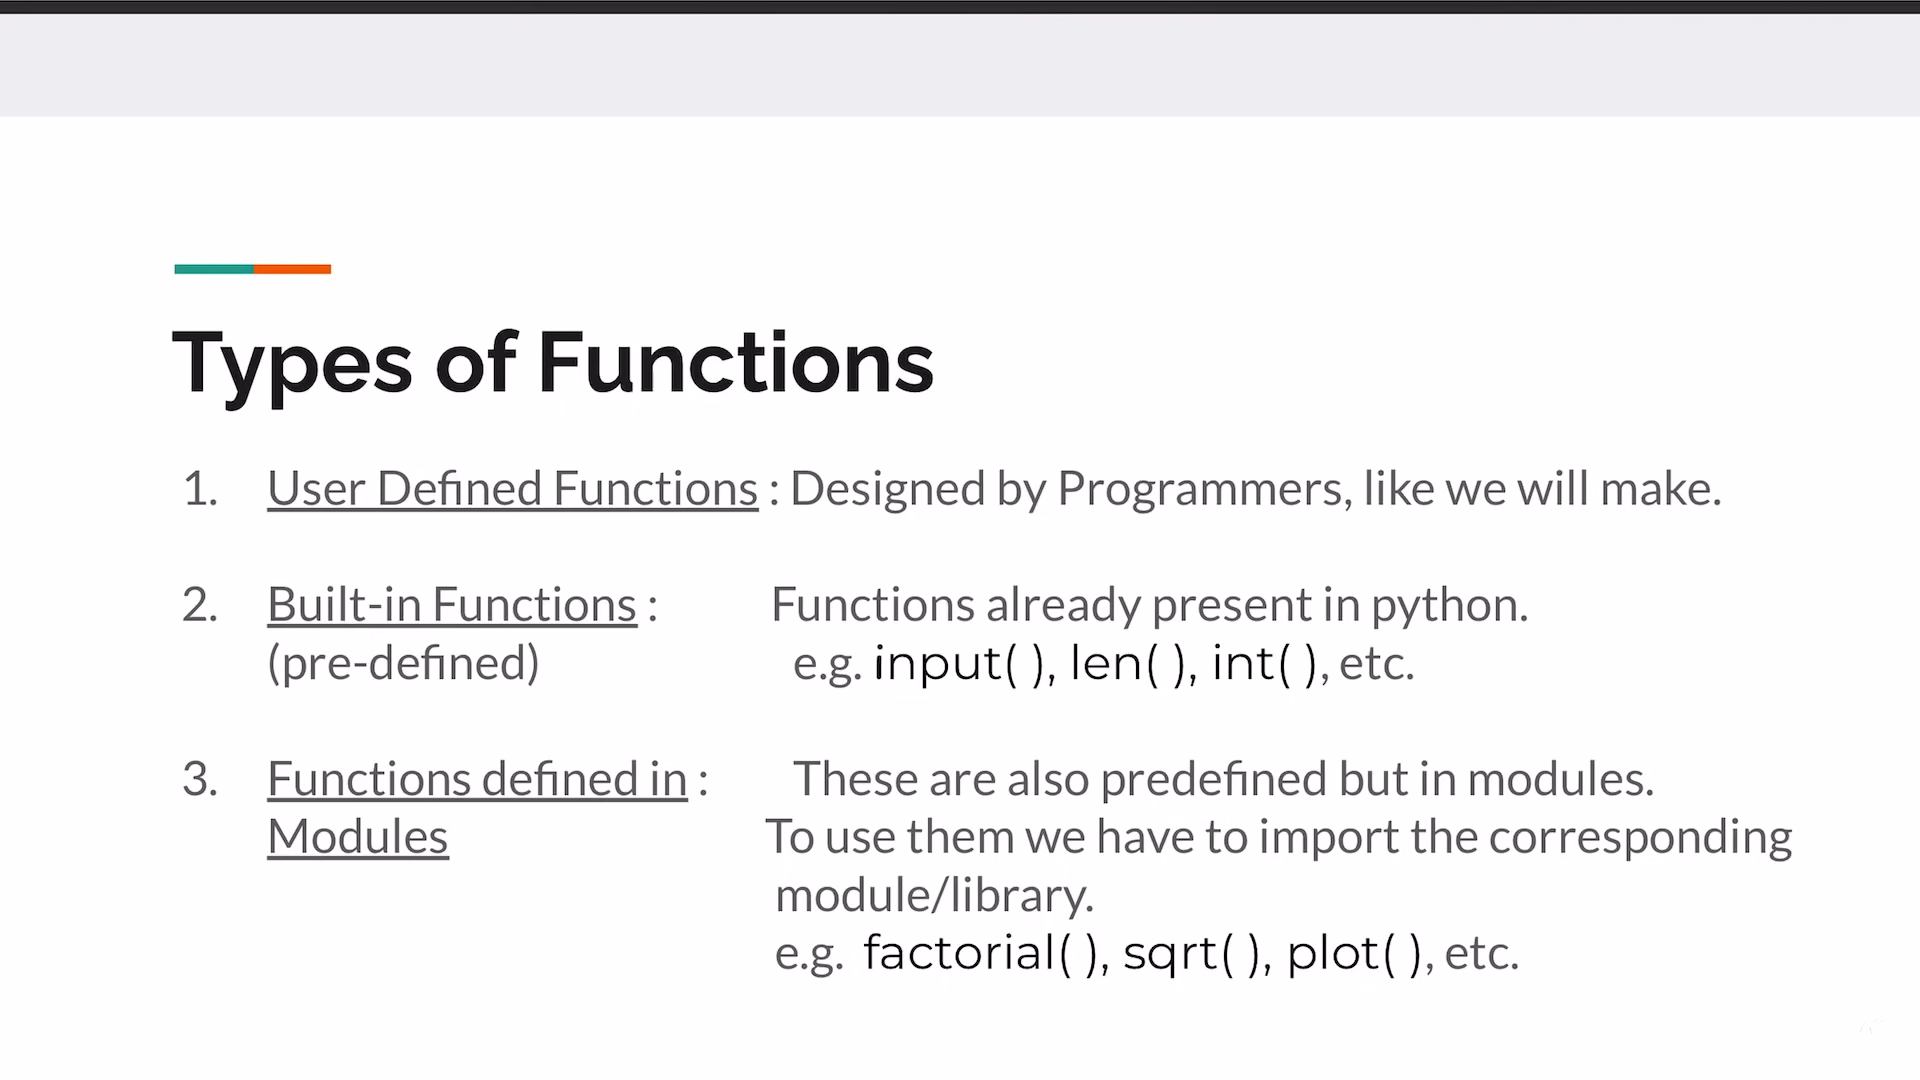 Types of Functions
1. User Defined Functions : Designed by Programmers, like we will make.
2. Built-in Functions : Functions already present in python.
(pre-defined) e.g. input( ), len( ), int( ), etc.
3. Functions defined in : These are also predefined but in modules.
Modules To use them we have to import the corresponding
module/library.
e.g. factorial( ), sqrt( ), plot( ), etc.